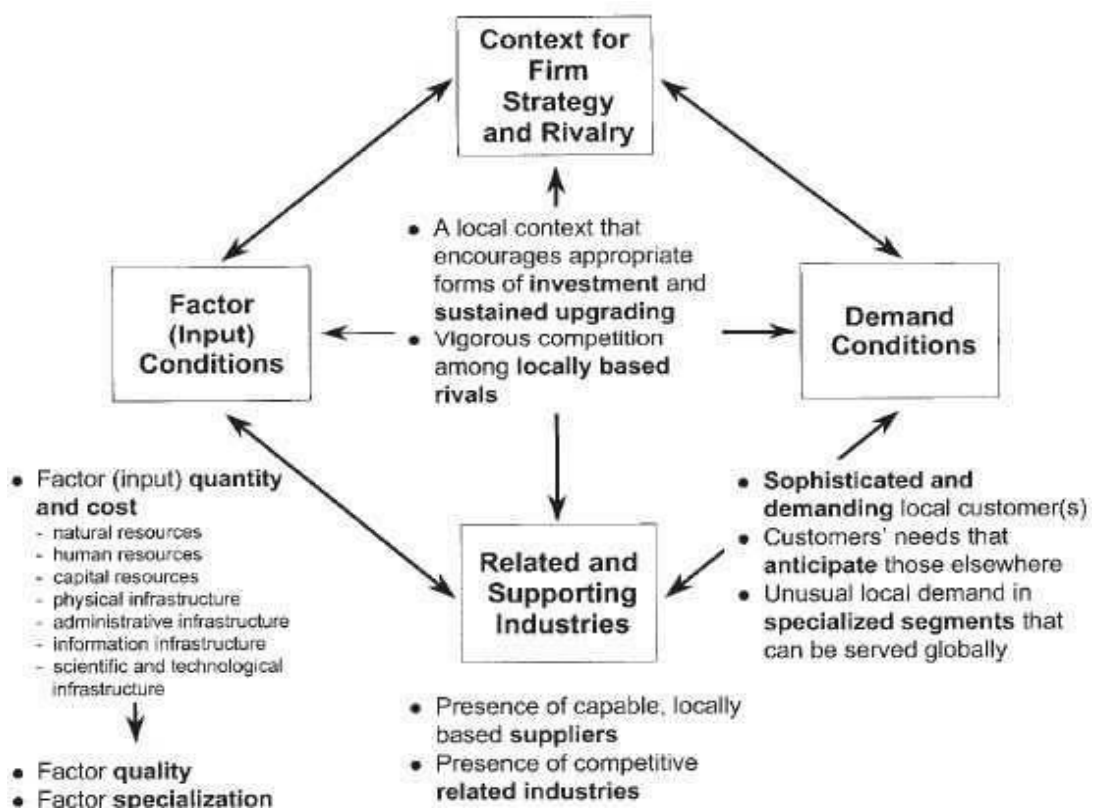 Context for
Firm
Strategy
and Rivalry
● A local context that
encourages appropriate
forms of investment and
sustained upgrading
● Vigorous competition
among locally based
rivals
Factor
(Input)
Conditions
Demand
Conditions
● Factor (input) quantity
and cost
- natural resources
- human resources
- capital resources
- physical infrastructure
- administrative infrastructure
- information infrastructure
- scientific and technological
infrastructure
● Factor quality
● Factor specialization
Related and
Supporting
Industries
● Presence of capable, locally
based suppliers
● Presence of competitive
related industries
● Sophisticated and
demanding local customer(s)
● Customers' needs that
anticipate those elsewhere
● Unusual local demand in
specialized segments that
can be served globally